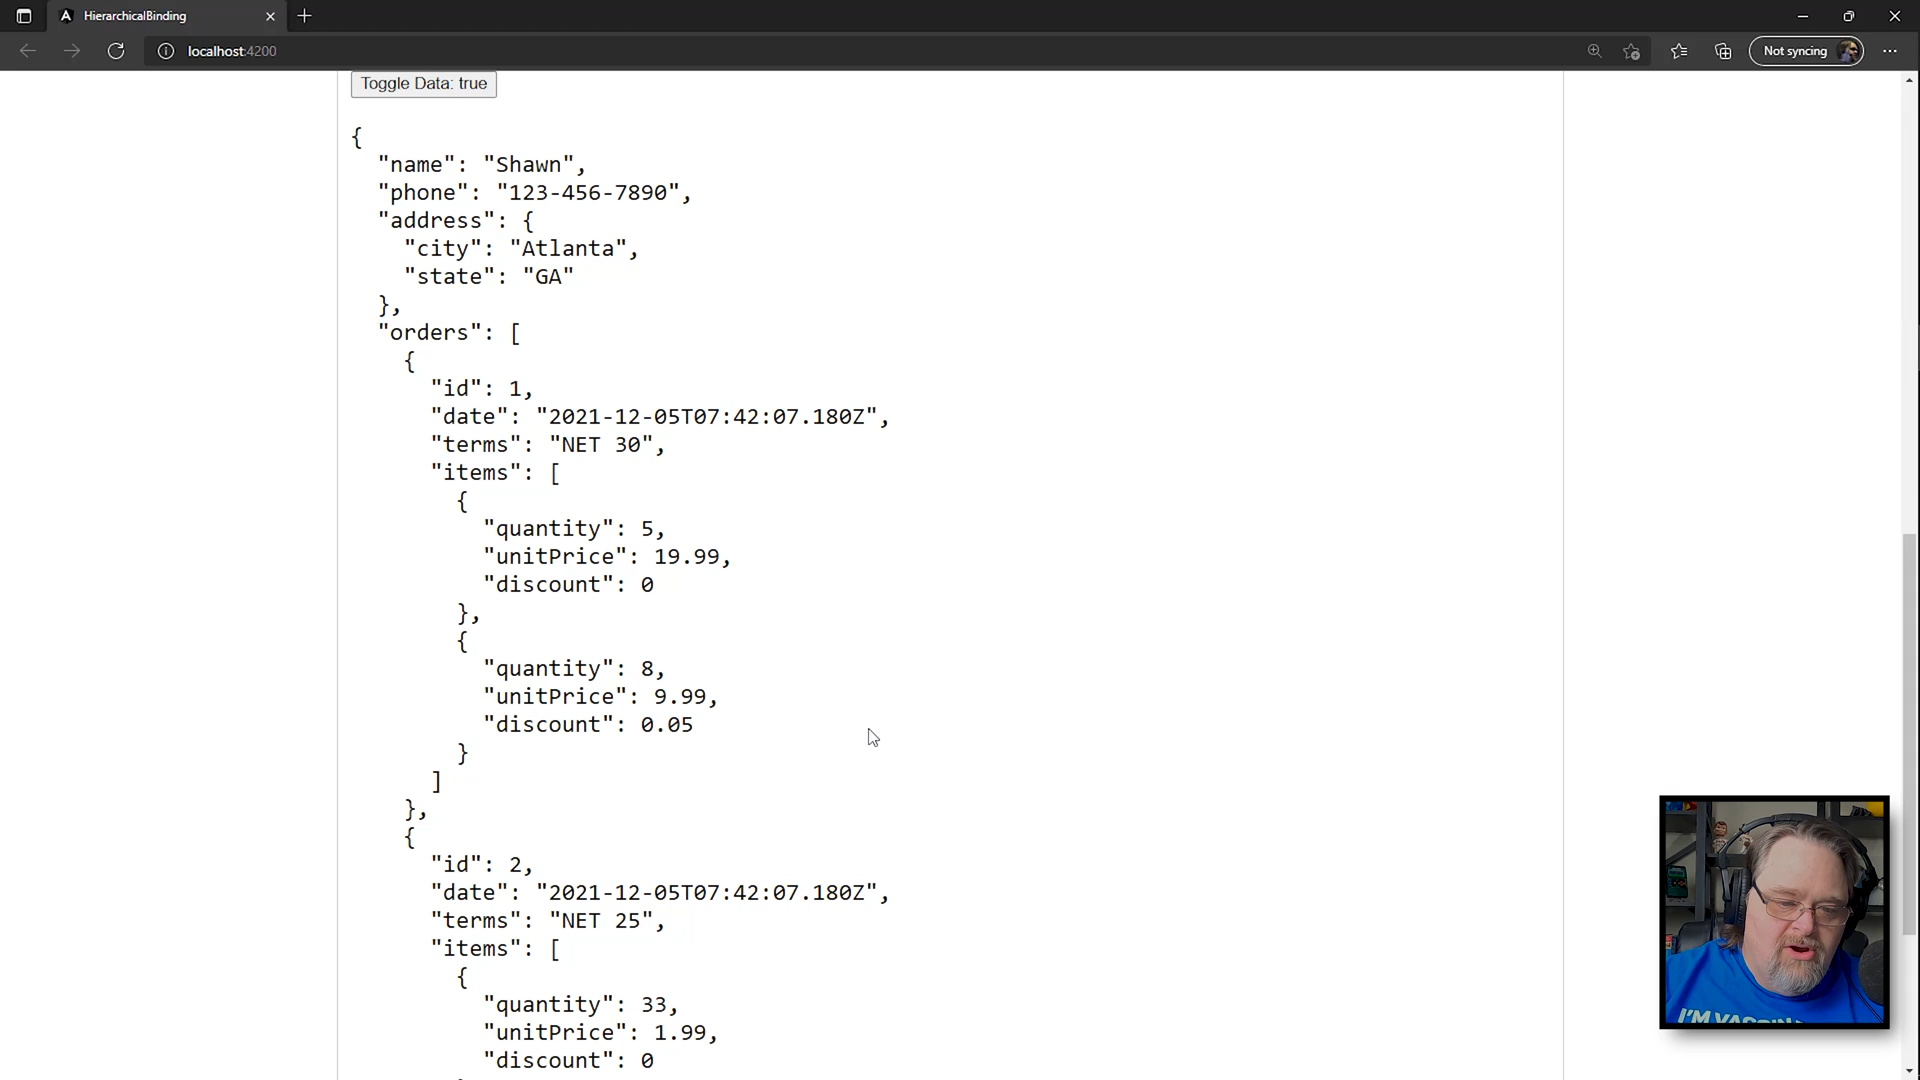 HierarchicalBinding
localhost:4200
Not syncing
Toggle Data: true
{
"name": "Shawn",
"phone": "123-456-7890",
"address": {
"city": "Atlanta",
"state": "GA"
},
"orders": [
{
"id": 1,
"date": "2021-12-05T07:42:07.180Z",
"terms": "NET 30",
"items": [
{
"quantity": 5,
"unitPrice": 19.99,
"discount": 0
},
{
"quantity": 8,
"unitPrice": 9.99,
"discount": 0.05
}
]
},
{
"id": 2,
"date": "2021-12-05T07:42:07.180Z",
"terms": "NET 25",
"items": [
{
"quantity": 33,
"unitPrice": 1.99,
"discount": 0
I'M